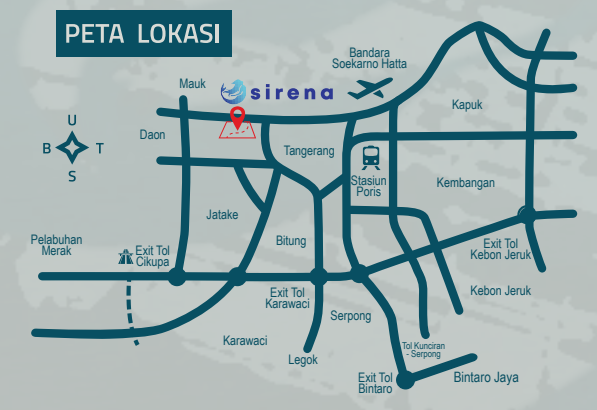 PETA LOKASI
Bandara
Soekarno Hatta
Mauk
sirena
Kapuk
U
B T
S
Daon
Tangerang
Stasiun
Poris
Kembangan
Jatake
Pelabuhan
Merak
Exit Tol
Cikupa
Bitung
Exit Tol
Kebon Jeruk
Exit Tol
Karawaci
Kebon Jeruk
Serpong
Karawaci
Tol Kunciran
- Serpong
Legok
Exit Tol
Bintaro
Bintaro Jaya